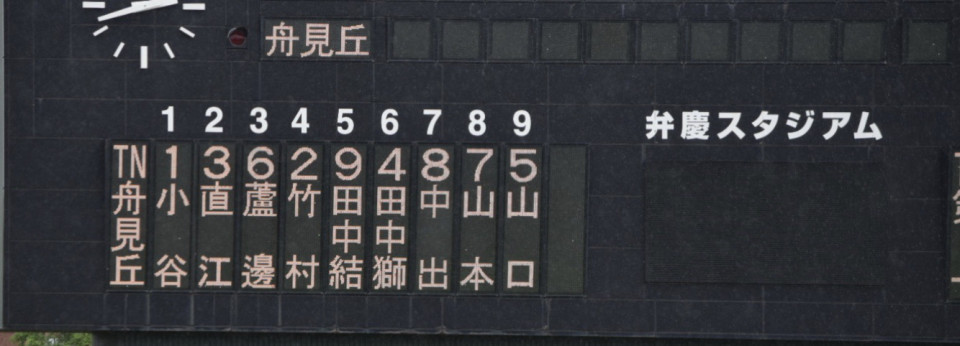 舟見丘
1 2 3 4 5 6 7 8 9
弁慶スタジアム
TN 1 3 6 2 9 4 8 7 5
舟見丘
小谷
直江
蘆邊
竹村
田中結
田中獅
中出
山本
山口